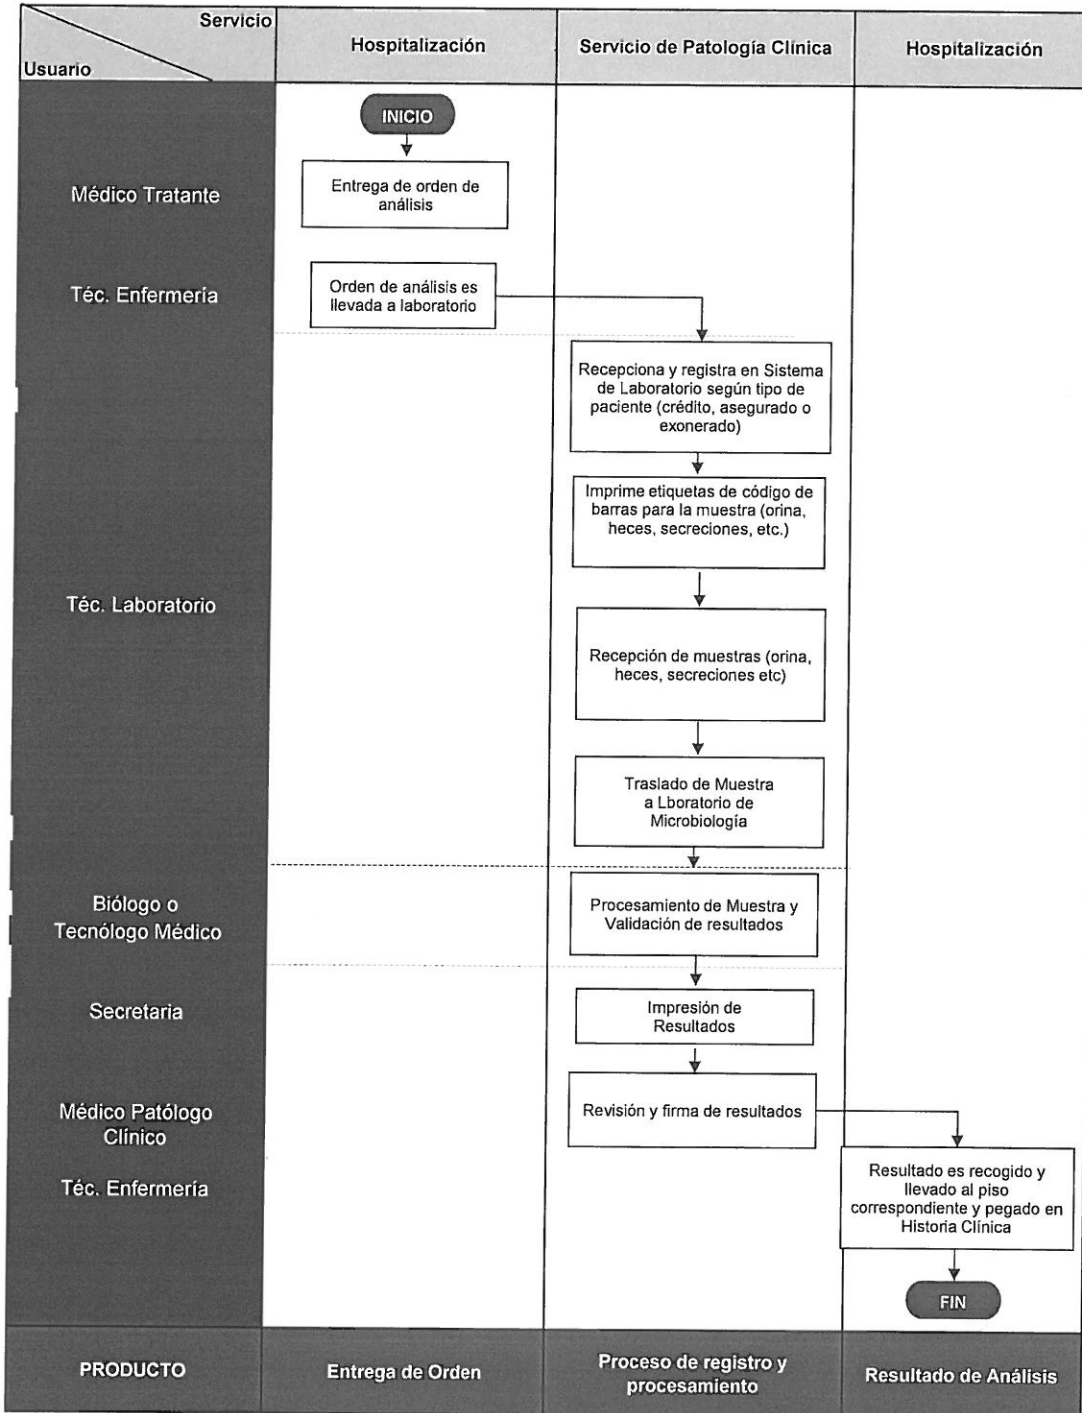 Servicio
Usuario
Hospitalización
Servicio de Patología Clínica
Hospitalización
INICIO
Médico Tratante
Entrega de orden de
análisis
Téc. Enfermería
Orden de análisis es
llevada a laboratorio
Recepciona y registra en Sistema
de Laboratorio según tipo de
paciente (crédito, asegurado o
exonerado)
Imprime etiquetas de código de
barras para la muestra (orina,
heces, secreciones, etc.)
Téc. Laboratorio
Recepción de muestras (orina,
heces, secreciones etc)
Traslado de Muestra
a Lboratorio de
Microbiología
Biólogo o
Tecnólogo Médico
Procesamiento de Muestra y
Validación de resultados
Secretaria
Impresión de
Resultados
Médico Patólogo
Clínico
Revisión y firma de resultados
Téc. Enfermería
Resultado es recogido y
llevado al piso
correspondiente y pegado en
Historia Clínica
FIN
PRODUCTO
Entrega de Orden
Proceso de registro y
procesamiento
Resultado de Análisis